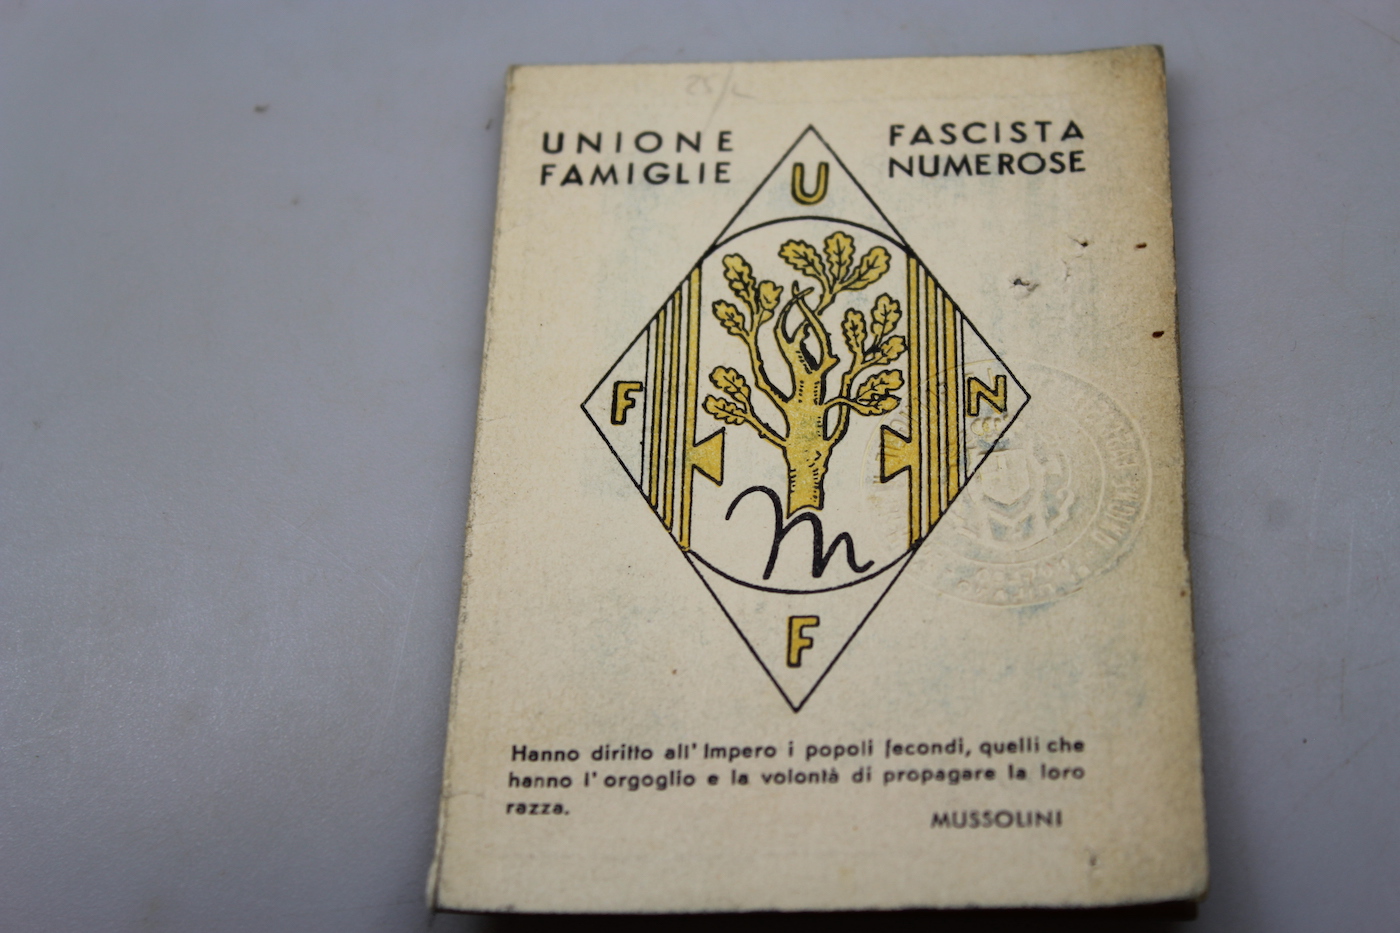 UNIONE FASCISTA
FAMIGLIE NUMEROSE
U
F N
M
F
Hanno diritto all' Impero i popoli fecondi, quelli che
hanno l' orgoglio e la volontà di propagare la loro
razza.
MUSSOLINI